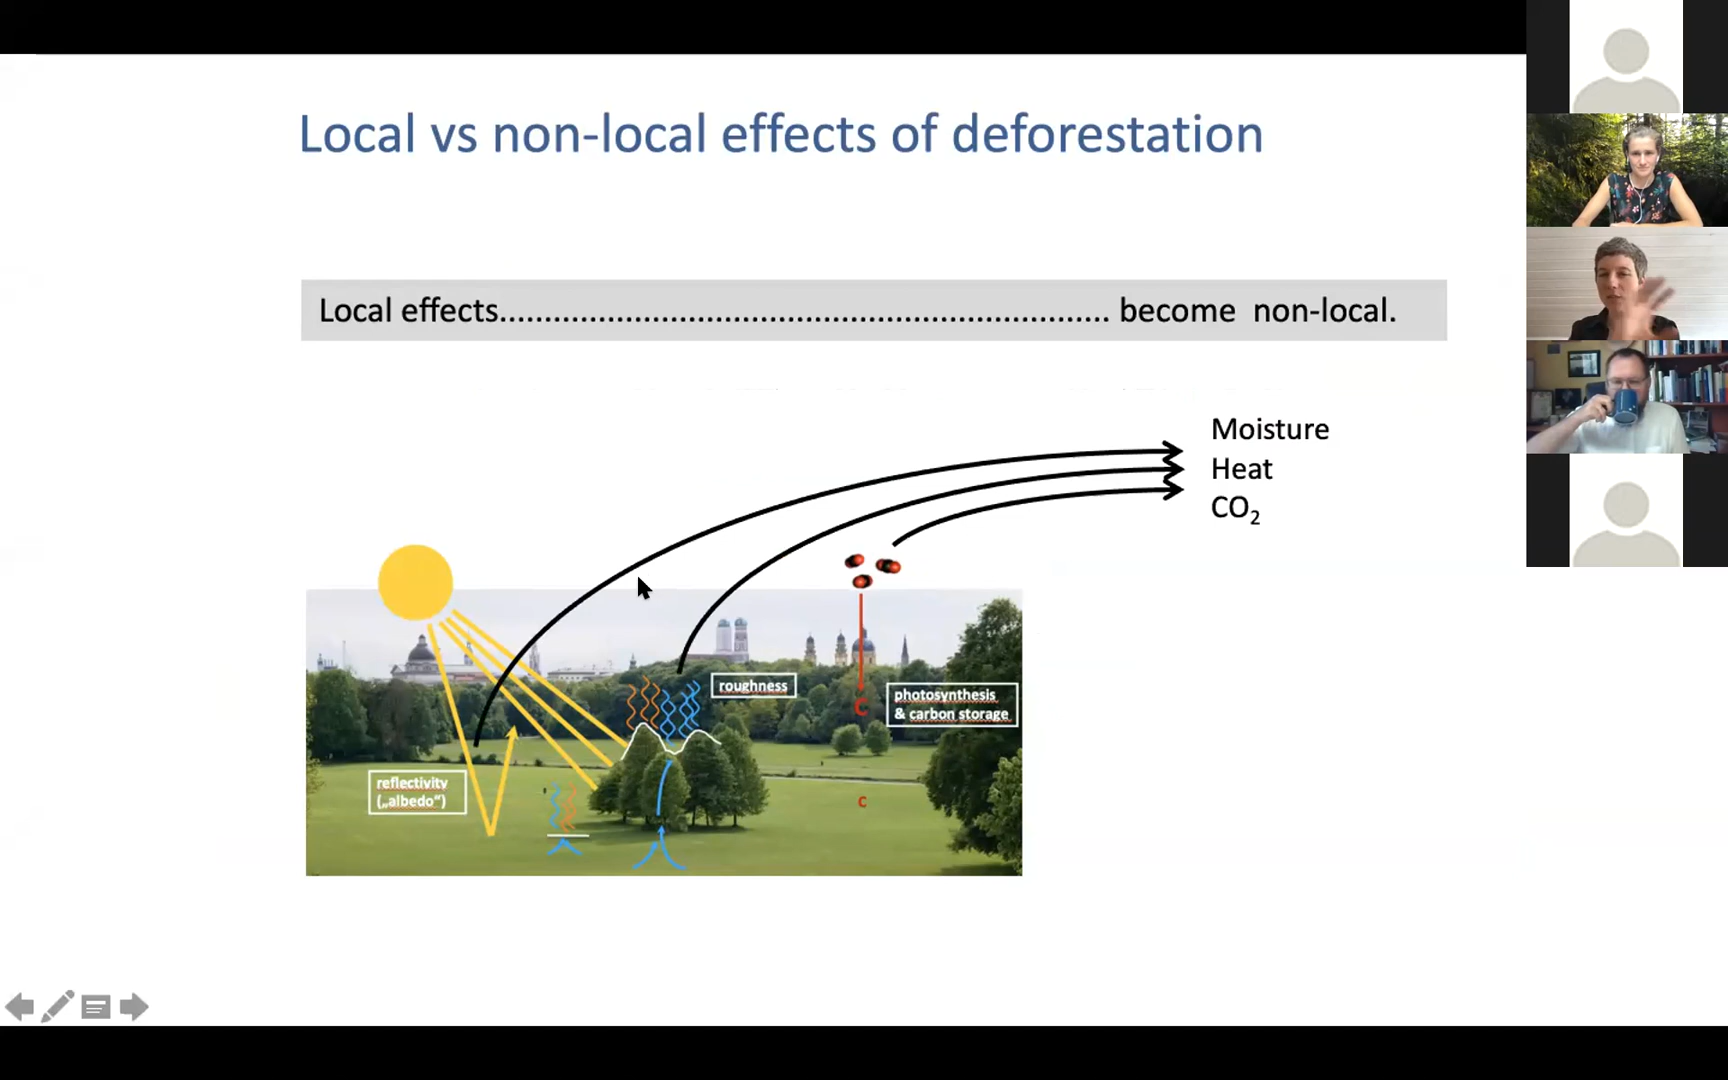 Local vs non-local effects of deforestation
Local effects.................................................................... become non-local.
Moisture
Heat
CO₂
roughness
photosynthesis
& carbon storage
C
reflectivity
(„albedo“)
C